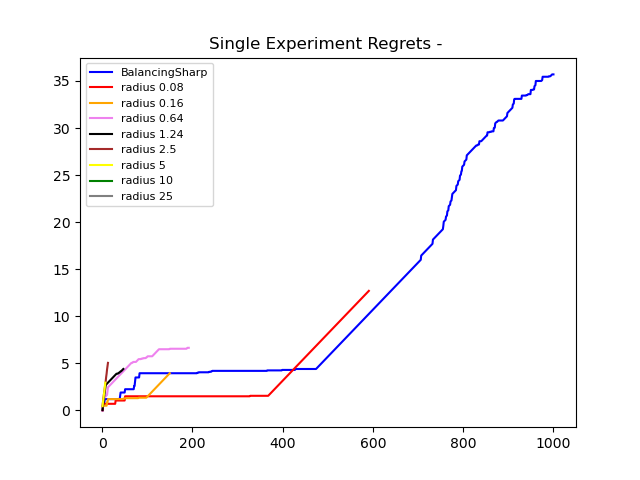 Single Experiment Regrets -
BalancingSharp
radius 0.08
radius 0.16
radius 0.64
radius 1.24
radius 2.5
radius 5
radius 10
radius 25
35
30
25
20
15
10
5
0
0 200 400 600 800 1000